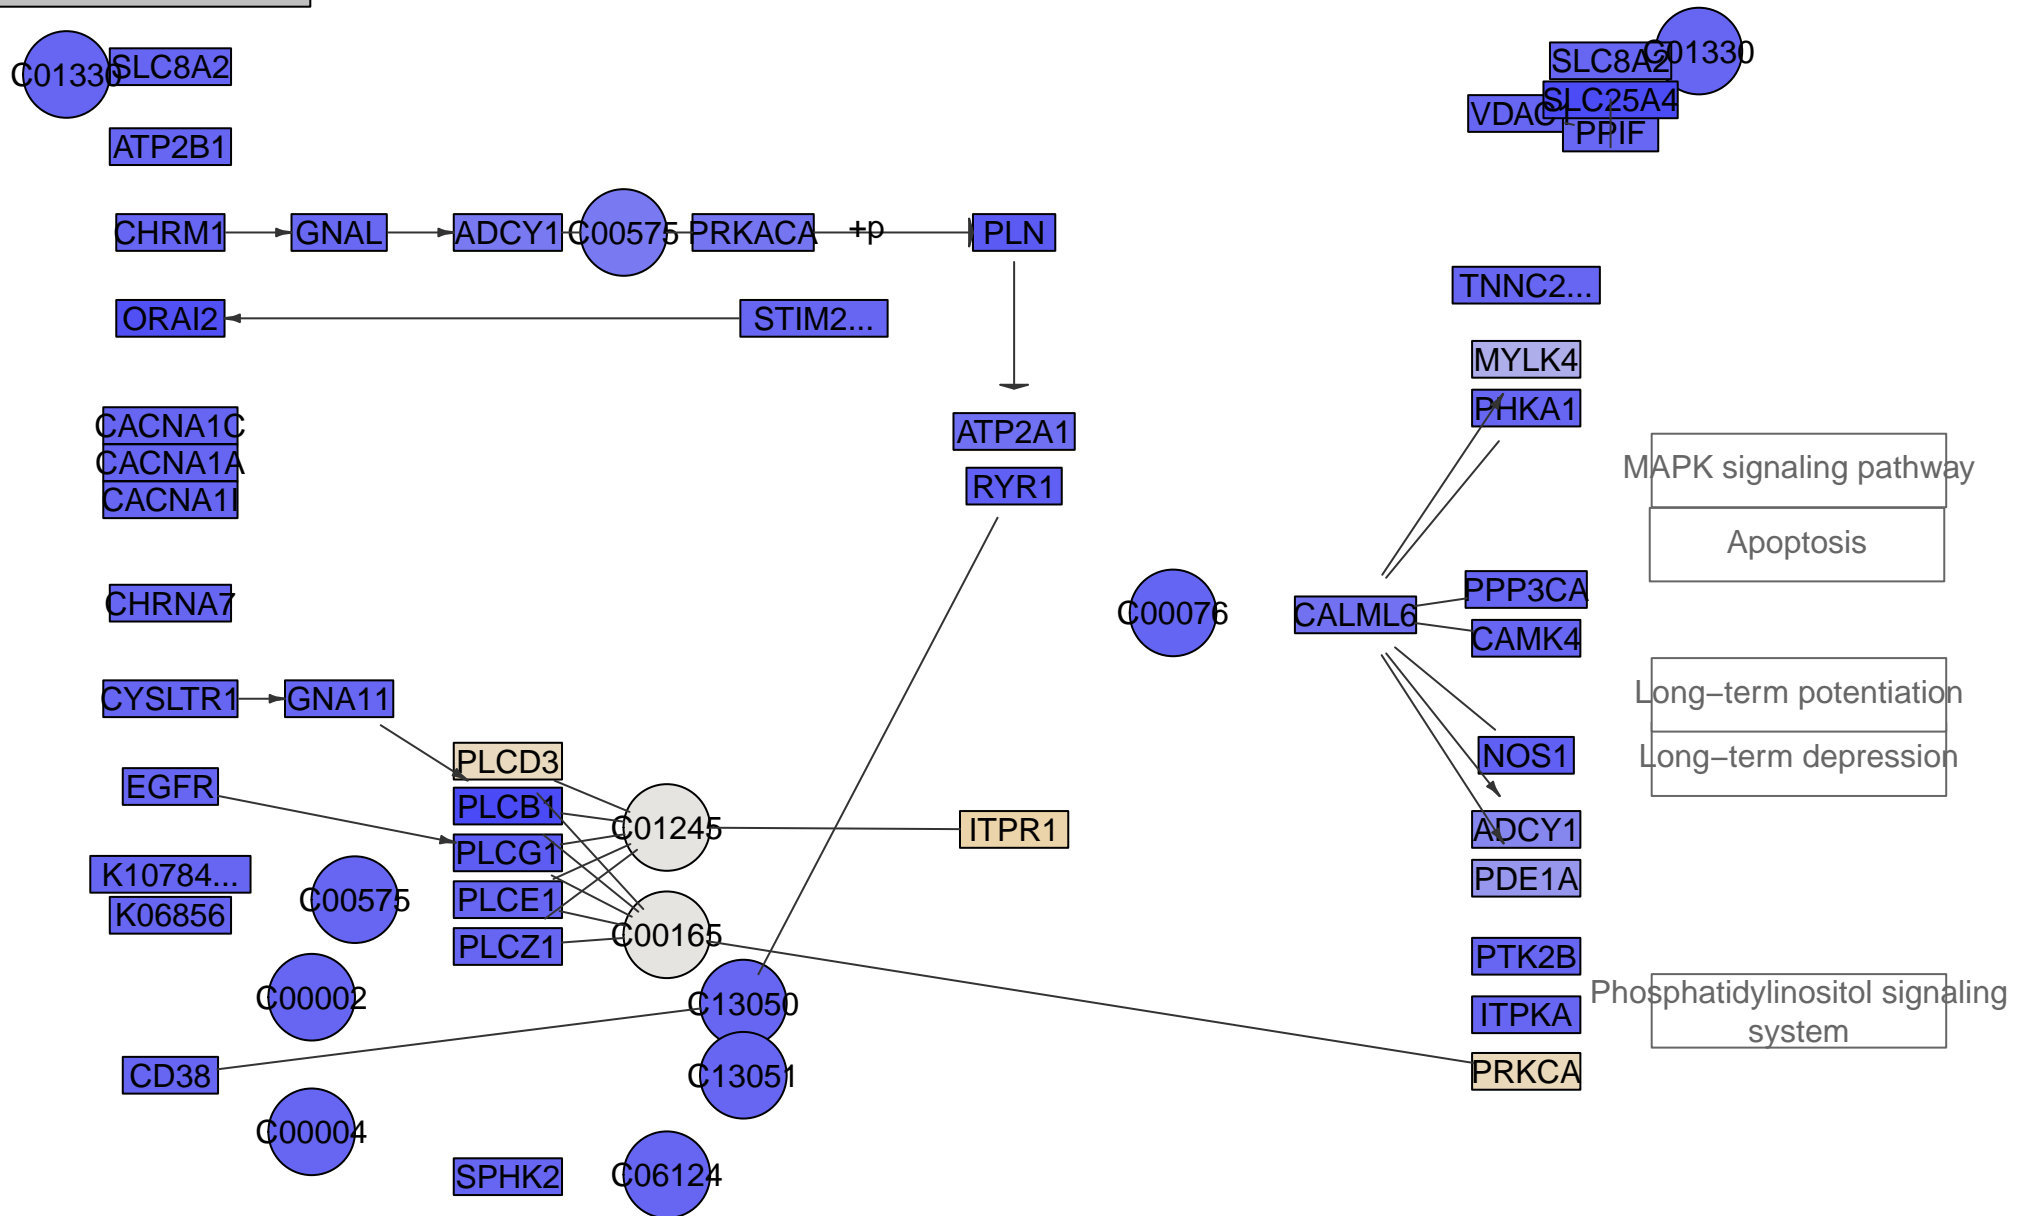 C01330
SLC8A2
SLC8A2
C01330
SLC25A4
VDAC1
PPIF
ATP2B1
CHRM1
GNAL
ADCY1
C00575
PRKACA
+p
PLN
TNNC2...
ORAI2
STIM2...
MYLK4
PHKA1
CACNA1C
CACNA1A
CACNA1I
ATP2A1
RYR1
MAPK signaling pathway
Apoptosis
CHRNA7
C00076
CALML6
PPP3CA
CAMK4
CYSLTR1
GNA11
Long–term potentiation
Long–term depression
NOS1
PLCD3
EGFR
PLCB1
C01245
ITPR1
ADCY1
PLCG1
K10784...
K06856
C00575
PLCE1
PDE1A
PLCZ1
C00165
PTK2B
C00002
C13050
ITPKA
Phosphatidylinositol signaling
system
CD38
C13051
PRKCA
C00004
SPHK2
C06124